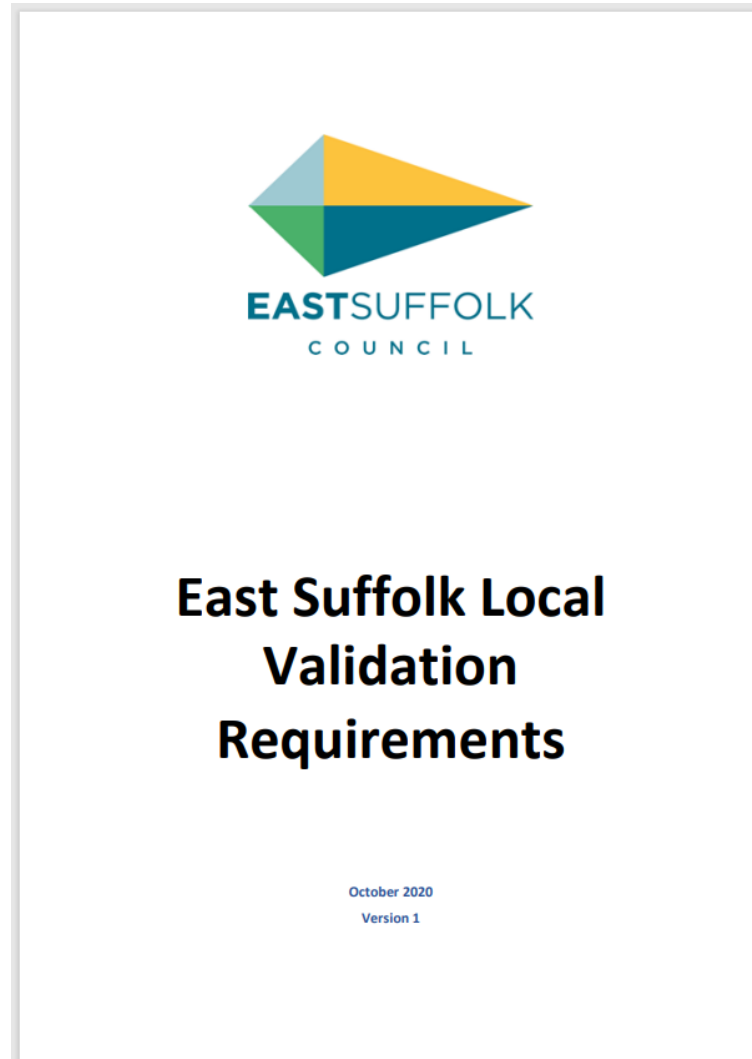 EASTSUFFOLK
COUNCIL
East Suffolk Local
Validation
Requirements
October 2020
Version 1